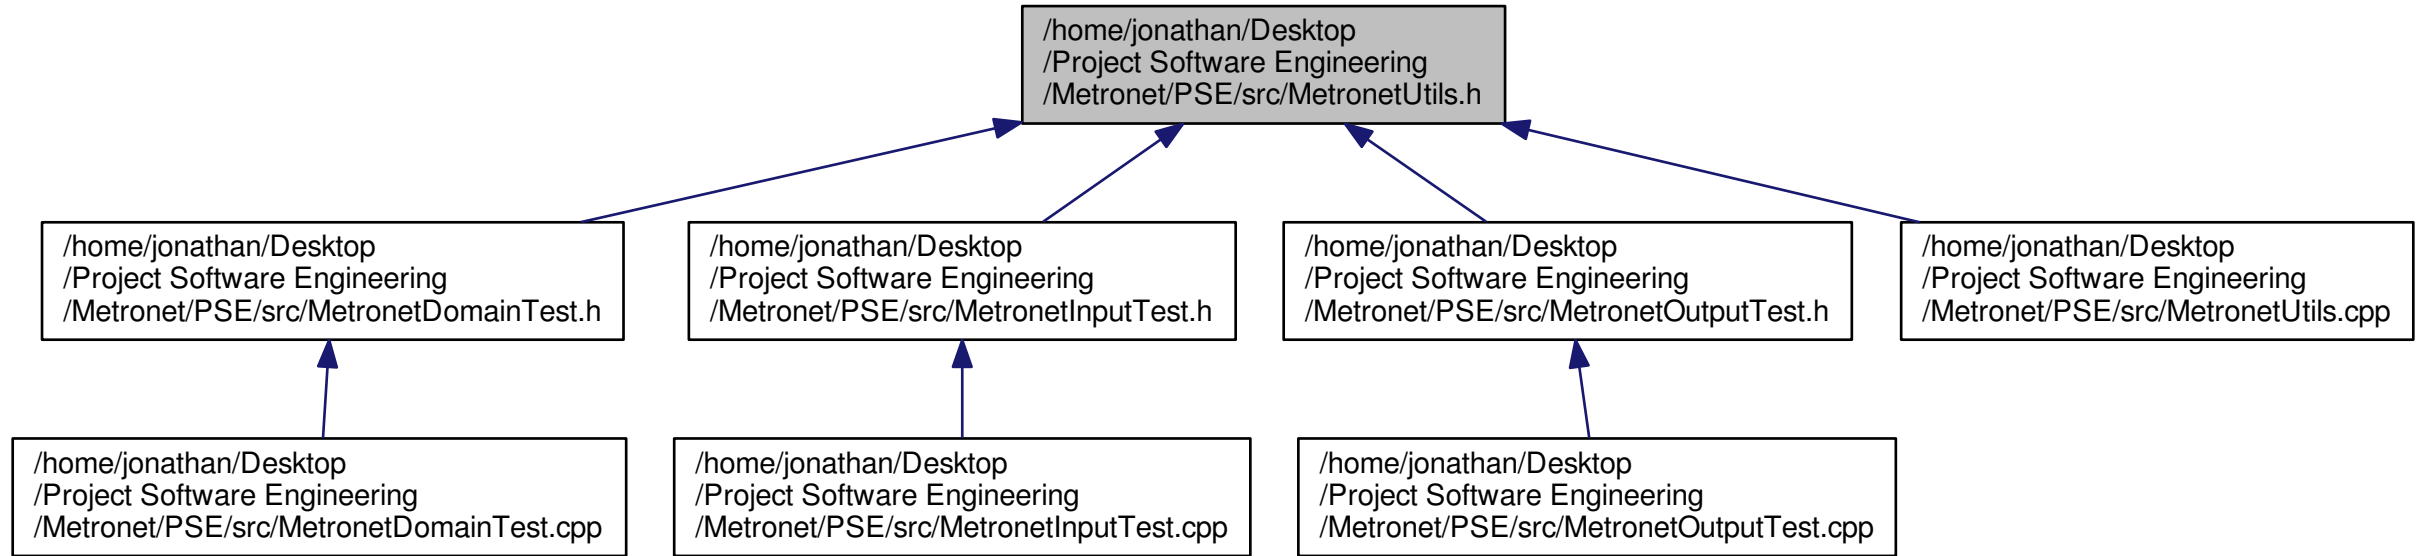 /home/jonathan/Desktop
/Project Software Engineering
/Metronet/PSE/src/MetronetUtils.h
/home/jonathan/Desktop
/Project Software Engineering
/Metronet/PSE/src/MetronetDomainTest.h
/home/jonathan/Desktop
/Project Software Engineering
/Metronet/PSE/src/MetronetInputTest.h
/home/jonathan/Desktop
/Project Software Engineering
/Metronet/PSE/src/MetronetOutputTest.h
/home/jonathan/Desktop
/Project Software Engineering
/Metronet/PSE/src/MetronetUtils.cpp
/home/jonathan/Desktop
/Project Software Engineering
/Metronet/PSE/src/MetronetDomainTest.cpp
/home/jonathan/Desktop
/Project Software Engineering
/Metronet/PSE/src/MetronetInputTest.cpp
/home/jonathan/Desktop
/Project Software Engineering
/Metronet/PSE/src/MetronetOutputTest.cpp